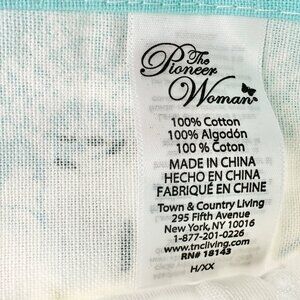 The
Pioneer
Woman
100% Cotton
100% Algodón
100 % Coton
MADE IN CHINA
HECHO EN CHINA
FABRIQUÉ EN CHINE
Town & Country Living
295 Fifth Avenue
New York, NY 10016
1-877-201-0226
www.tncliving.com
RN# 18143
H/XX